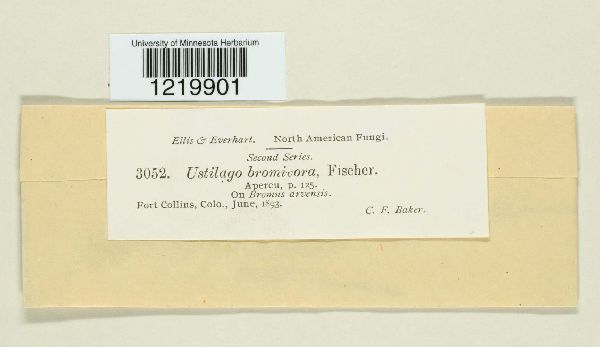 University of Minnesota Herbarium
1219901
Ellis & Everhart. North American Fungi.
Second Series.
3052. Ustilago bromivora, Fischer.
Apercu, p. 125.
On Bromus arvensis.
Fort Collins, Colo., June, 1893.
C. F. Baker.